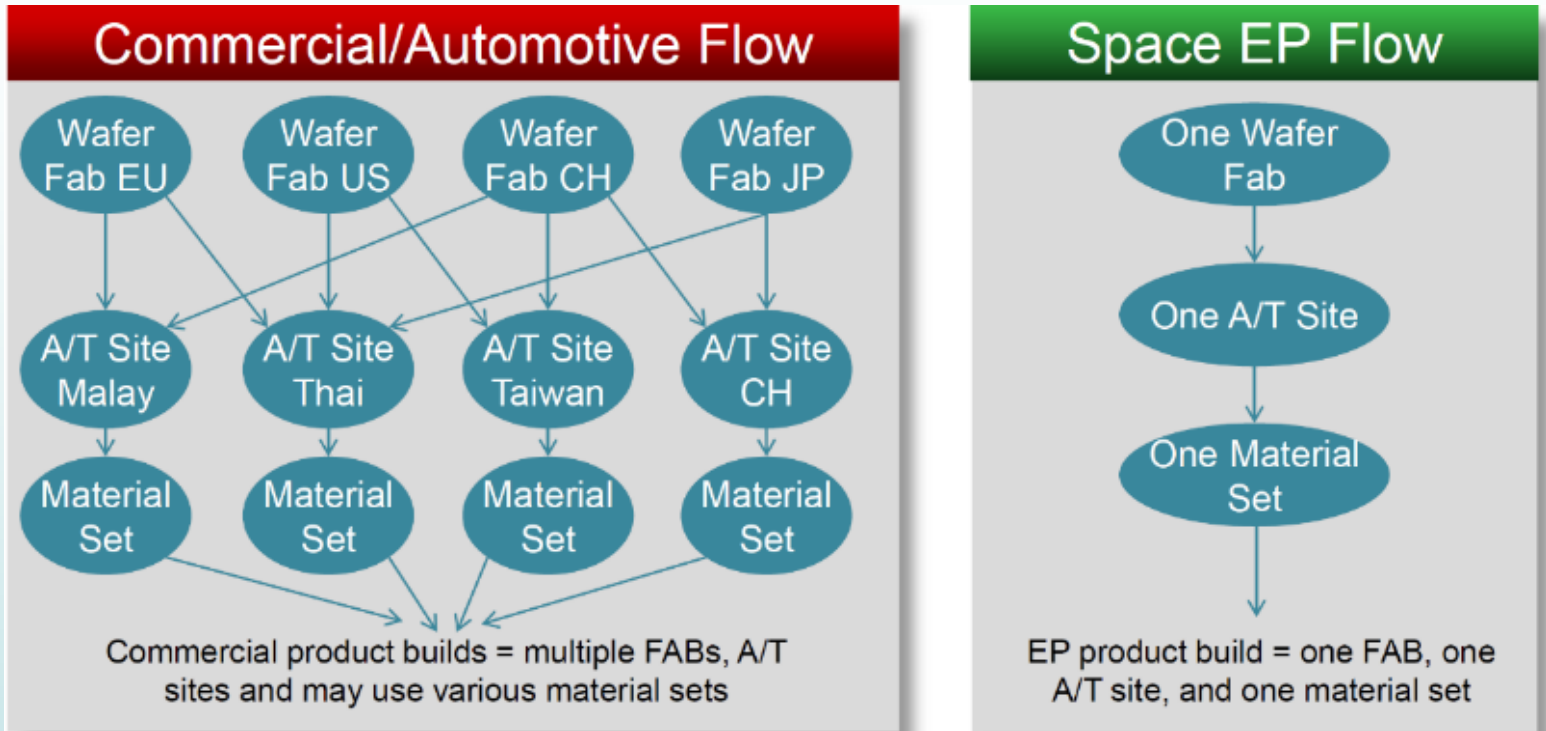 Commercial/Automotive Flow
Wafer
Fab EU
Wafer
Fab US
Wafer
Fab CH
Wafer
Fab JP
A/T Site
Malay
A/T Site
Thai
A/T Site
Taiwan
A/T Site
CH
Material
Set
Material
Set
Material
Set
Material
Set
Commercial product builds = multiple FABs, A/T
sites and may use various material sets
Space EP Flow
One Wafer
Fab
One A/T Site
One Material
Set
EP product build = one FAB, one
A/T site, and one material set